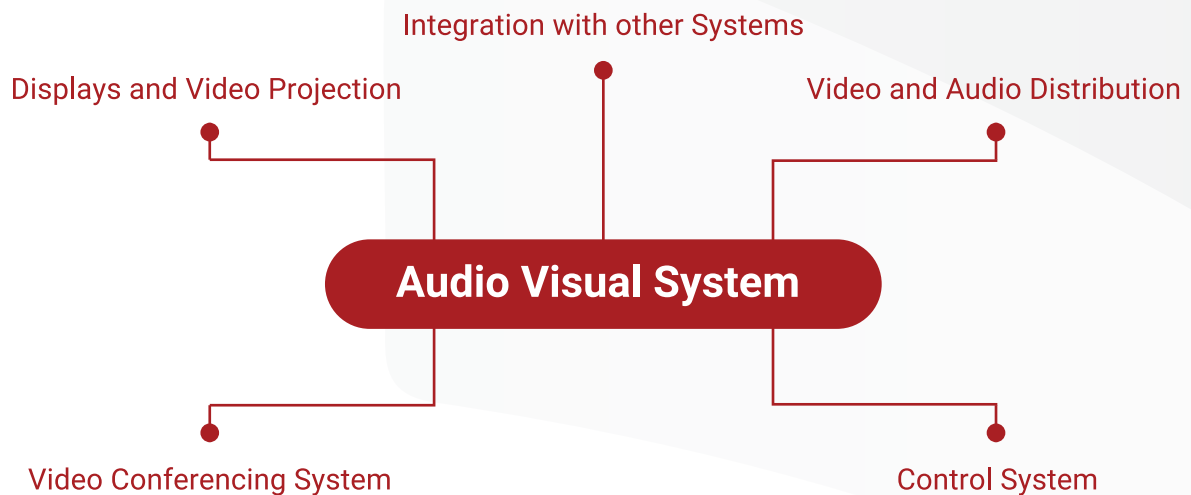 Integration with other Systems
Displays and Video Projection
Video and Audio Distribution
Audio Visual System
Video Conferencing System
Control System